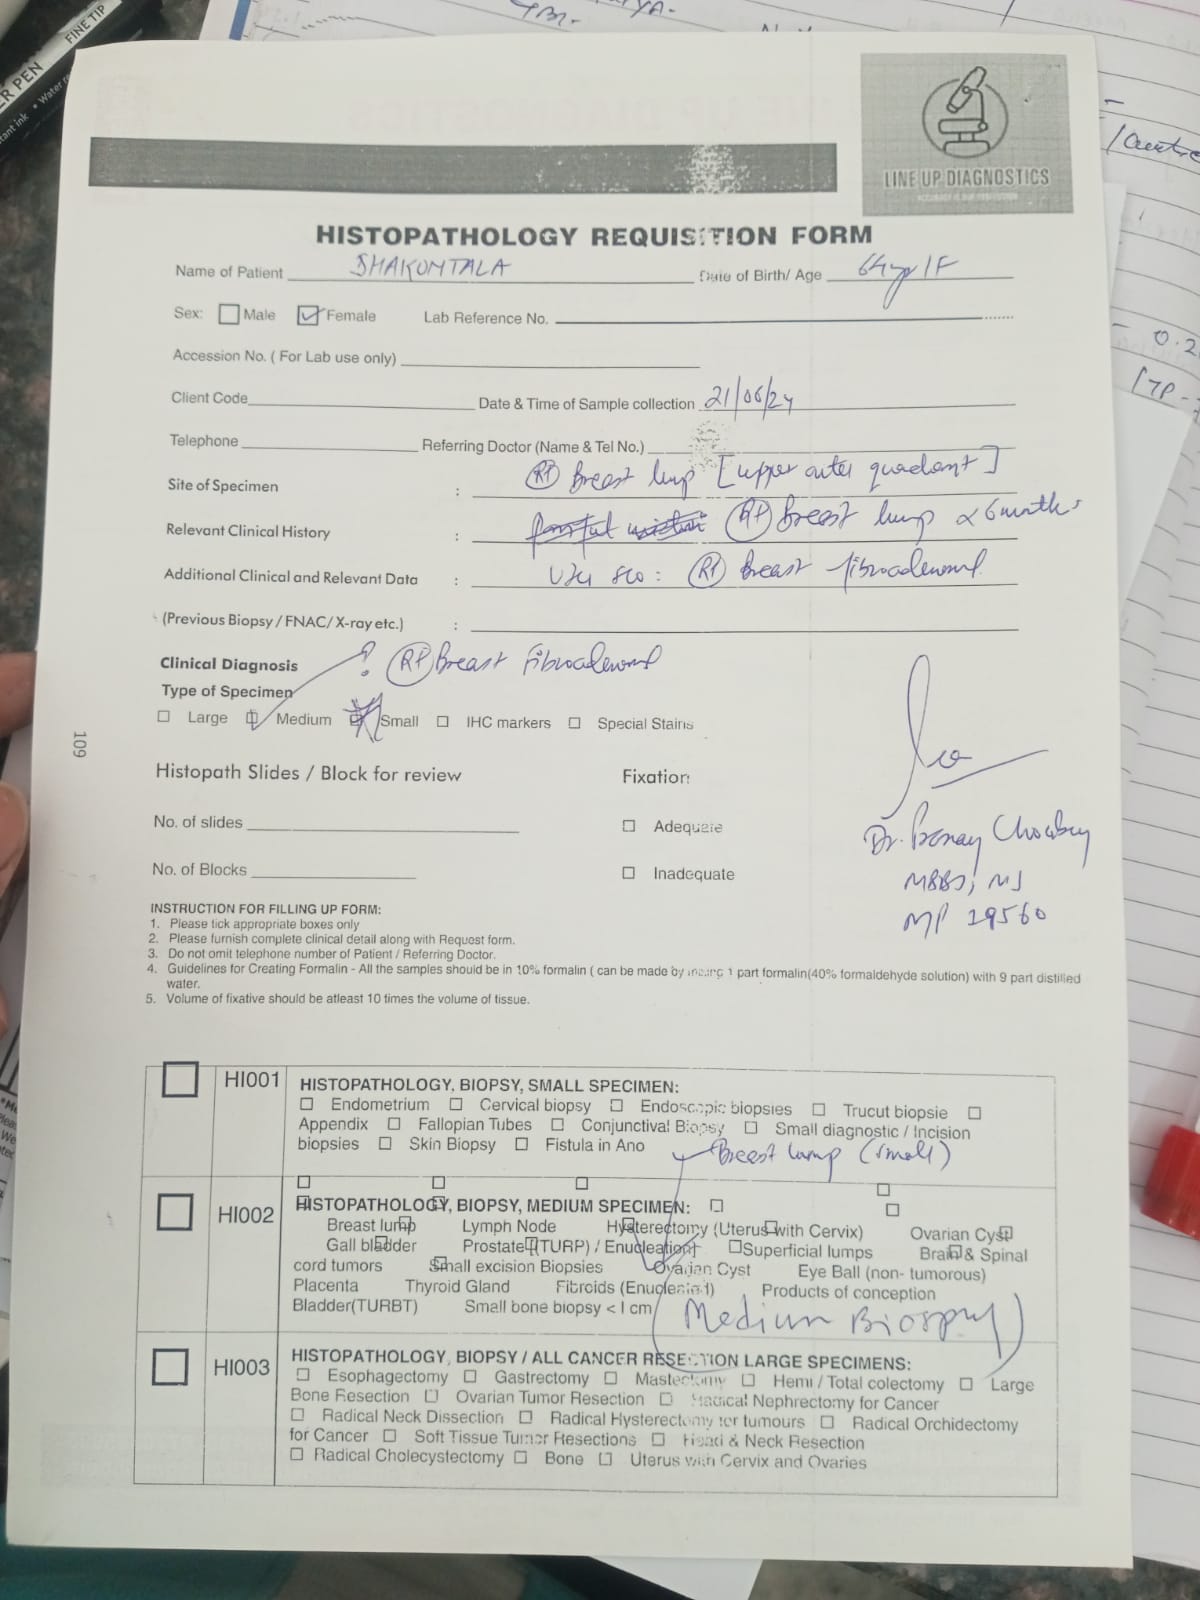 FINE TIP
R PEN
LINE UP DIAGNOSTICS
HISTOPATHOLOGY REQUISITION FORM
Name of Patient SHAKUNTALA Date of Birth/ Age 64yr/F
Sex: Male Female Lab Reference No.
Accession No. ( For Lab use only)
Client Code Date & Time of Sample collection 21/06/24
Telephone Referring Doctor (Name & Tel No.)
Site of Specimen : (Rt) Breast lump [upper outer quadrant]
Relevant Clinical History : (Rt) Breast lump x 6 months
Additional Clinical and Relevant Data : (Rt) Breast fibroadenoma
(Previous Biopsy / FNAC/ X-ray etc.) :
Clinical Diagnosis ? (Rt) Breast Fibroadenoma
Type of Specimen
Large Medium Small IHC markers Special Stains
109
Histopath Slides / Block for review Fixation:
No. of slides Adequate
No. of Blocks Inadequate
Dr. Choubey
MBBS, MS
MP 19560
INSTRUCTION FOR FILLING UP FORM:
1. Please tick appropriate boxes only
2. Please furnish complete clinical detail along with Request form.
3. Do not omit telephone number of Patient / Referring Doctor.
4. Guidelines for Creating Formalin - All the samples should be in 10% formalin ( can be made by mixing 1 part formalin(40% formaldehyde solution) with 9 part distilled
water.
5. Volume of fixative should be atleast 10 times the volume of tissue.
HI001 HISTOPATHOLOGY, BIOPSY, SMALL SPECIMEN:
Endometrium Cervical biopsy Endoscopic biopsies Trucut biopsie
Appendix Fallopian Tubes Conjunctival Biopsy Small diagnostic / Incision
biopsies Skin Biopsy Fistula in Ano
Breast lump (small)
HI002 HISTOPATHOLOGY, BIOPSY, MEDIUM SPECIMEN:
Breast lump Lymph Node Hysterectomy (Uterus with Cervix) Ovarian Cyst
Gall bladder Prostate (TURP) / Enucleation Superficial lumps Brain & Spinal
cord tumors Small excision Biopsies Ovarian Cyst Eye Ball (non- tumorous)
Placenta Thyroid Gland Fibroids (Enucleated) Products of conception
Bladder(TURBT) Small bone biopsy < 1 cm
(Medium Biospy)
HI003 HISTOPATHOLOGY, BIOPSY / ALL CANCER RESECTION LARGE SPECIMENS:
Esophagectomy Gastrectomy Mastectomy Hemi / Total colectomy Large
Bone Resection Ovarian Tumor Resection Radical Nephrectomy for Cancer
Radical Neck Dissection Radical Hysterectomy for tumours Radical Orchidectomy
for Cancer Soft Tissue Tumor Resections Head & Neck Resection
Radical Cholecystectomy Bone Uterus with Cervix and Ovaries